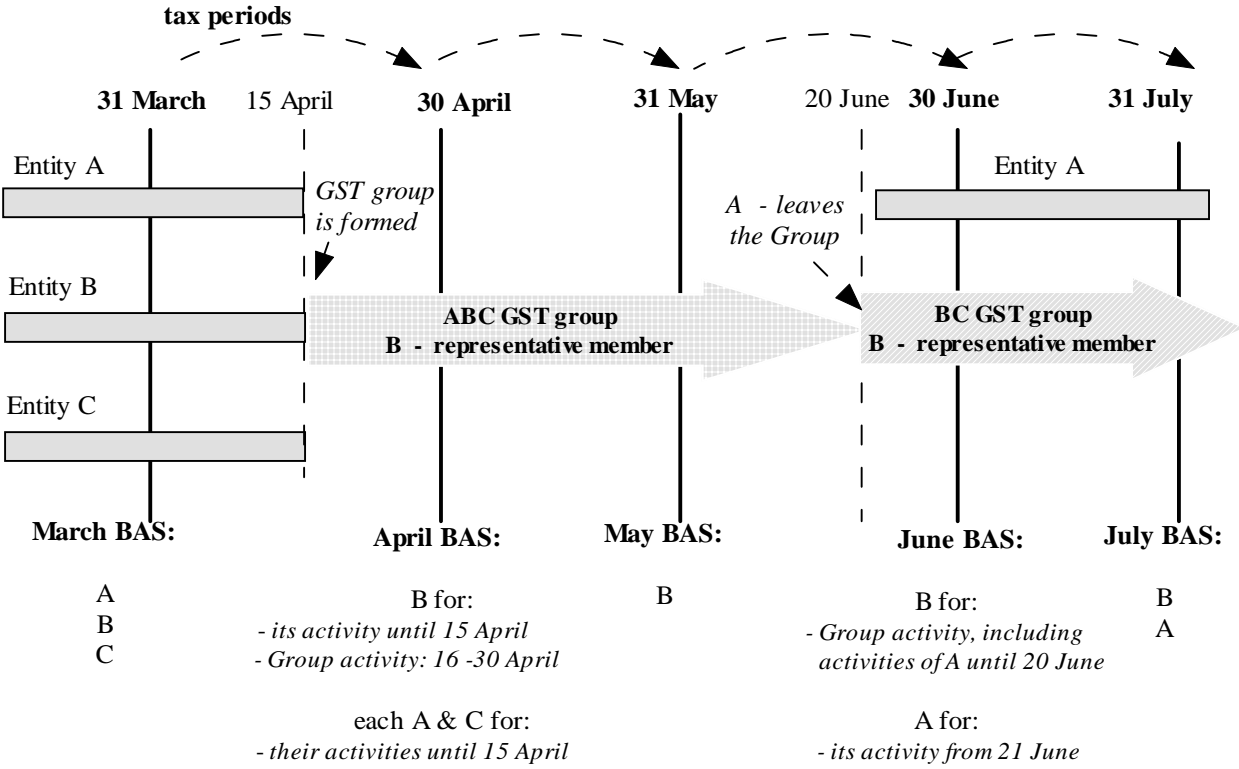 tax periods
31 March 15 April 30 April 31 May 20 June 30 June 31 July
Entity A
GST group
is formed
A - leaves
the Group
Entity A
Entity B
ABC GST group
B - representative member
BC GST group
B - representative member
Entity C
March BAS:
A
B
C
April BAS:
B for:
- its activity until 15 April
- Group activity: 16 -30 April
each A & C for:
- their activities until 15 April
May BAS:
B
June BAS:
B for:
- Group activity, including
activities of A until 20 June
A for:
- its activity from 21 June
July BAS:
B
A